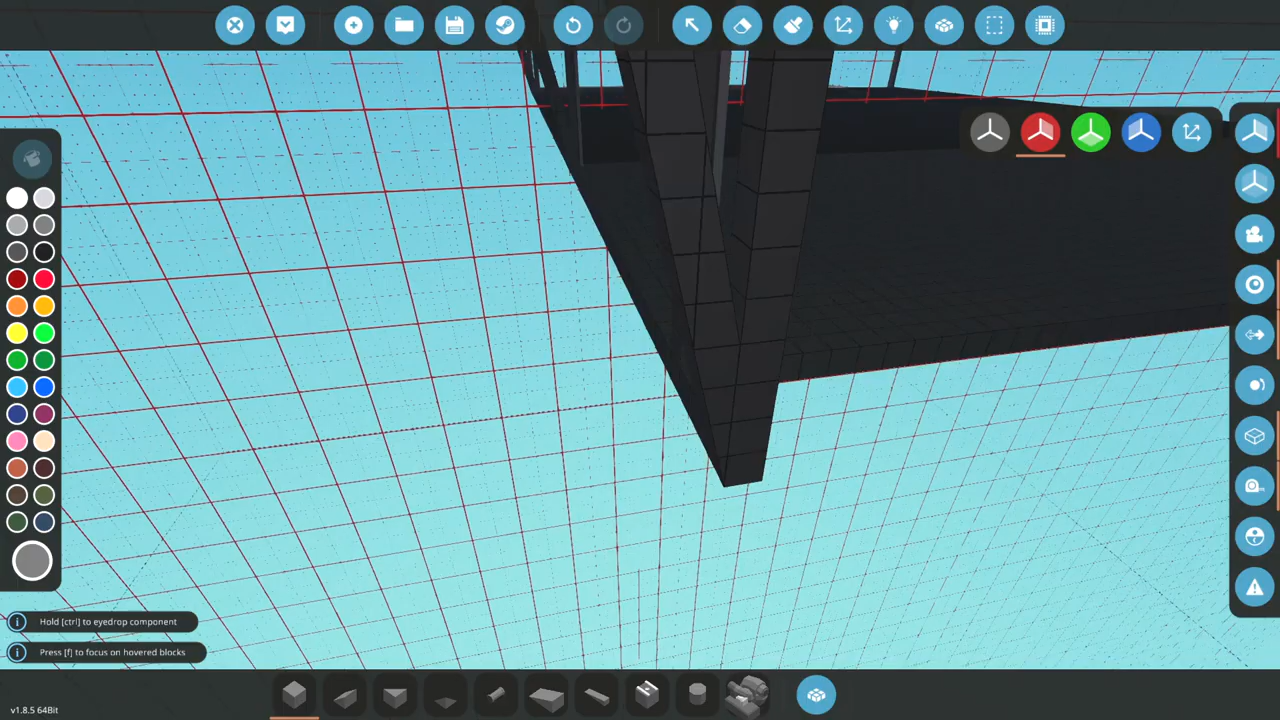 Hold [ctrl] to eyedrop component
Press [f] to focus on hovered blocks
v1.8.5 64Bit